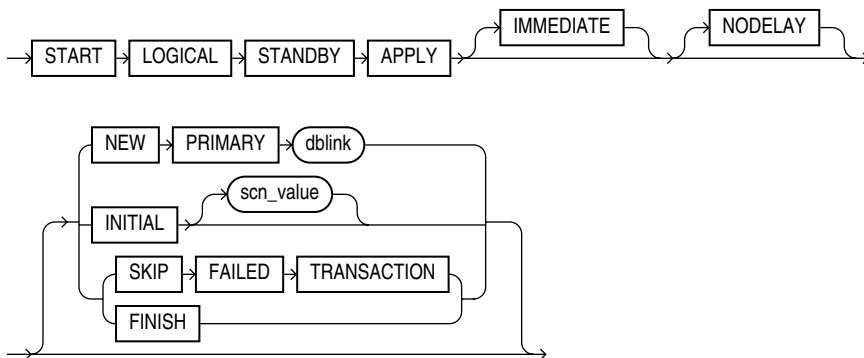 START LOGICAL STANDBY APPLY IMMEDIATE NODELAY
NEW PRIMARY dblink
INITIAL scn_value
SKIP FAILED TRANSACTION
FINISH